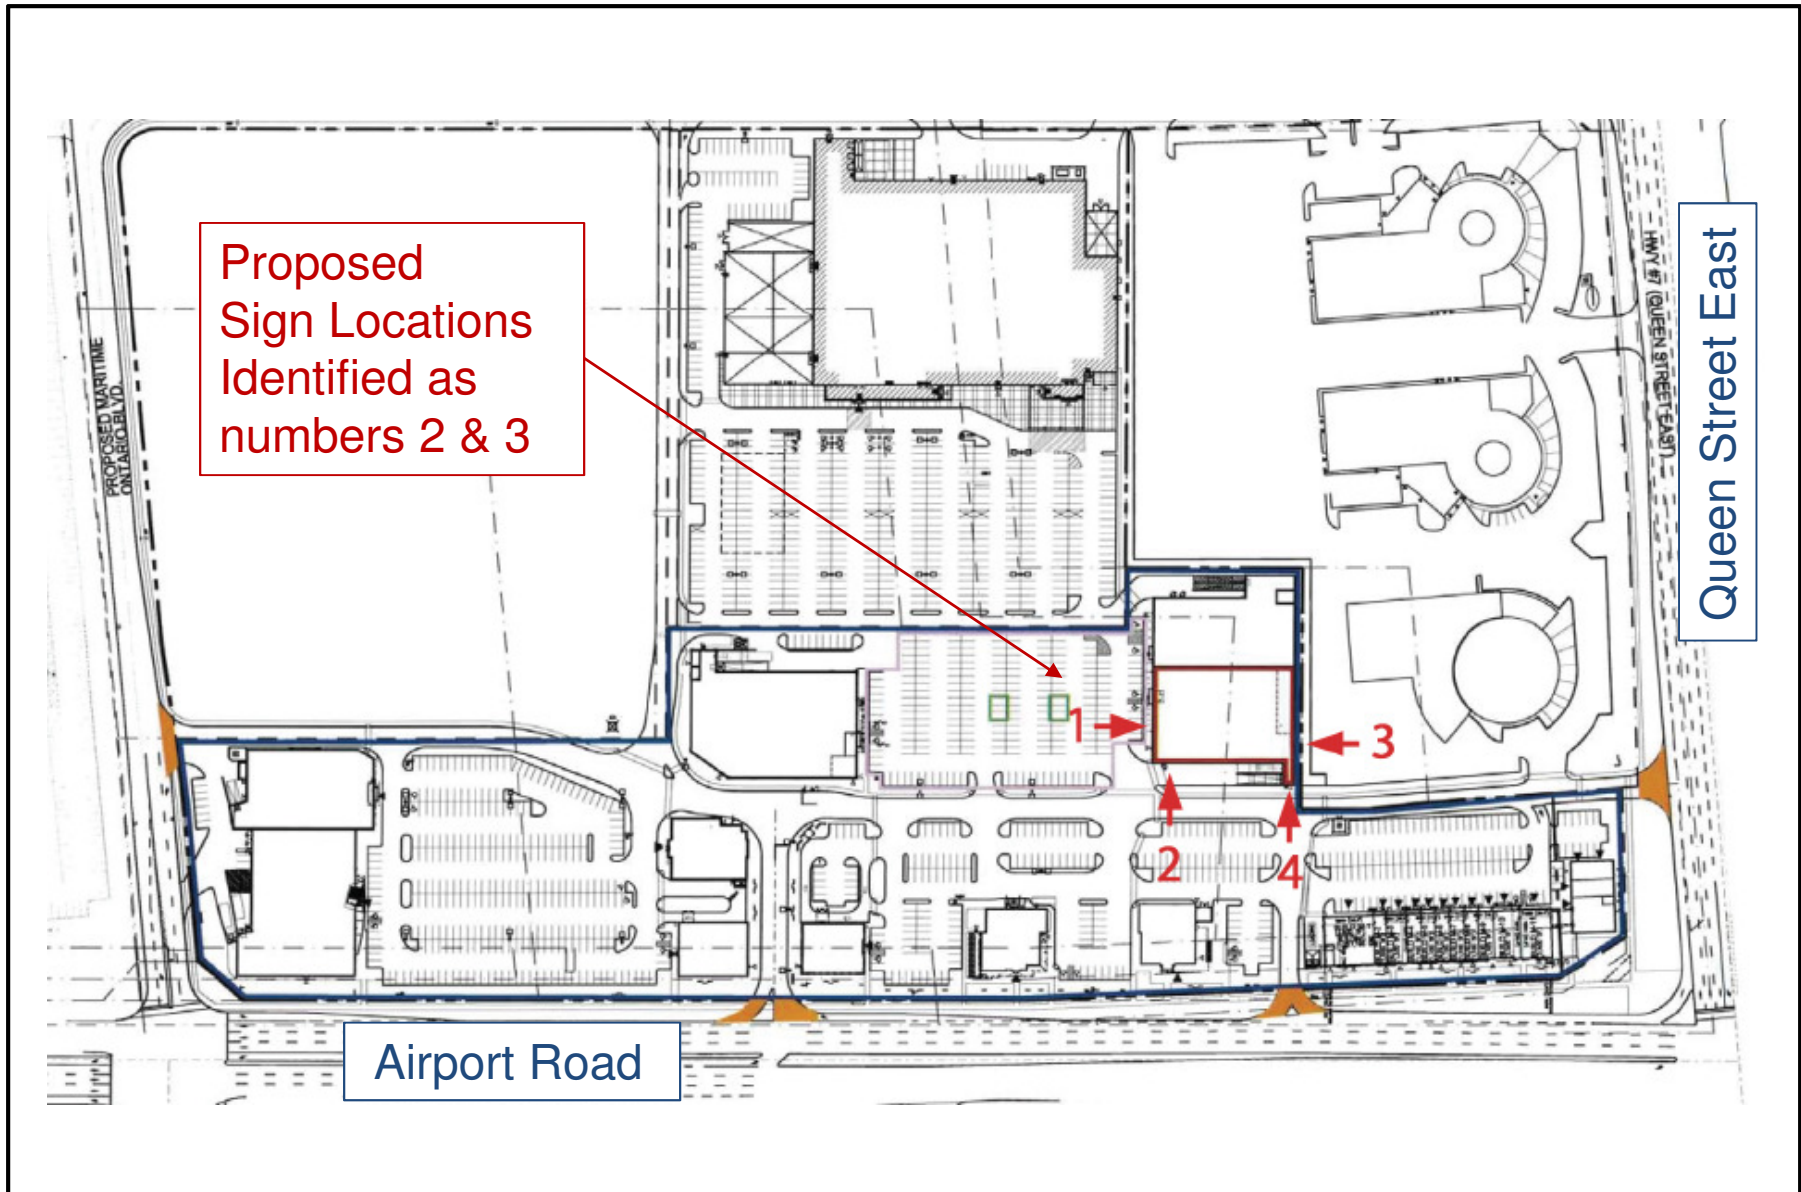 Proposed
Sign Locations
Identified as
numbers 2 & 3
PROPOSED MARITIME
ONTARIO BLVD.
HWY #7 (QUEEN STREET EAST)
Queen Street East
1
3
2
4
Airport Road